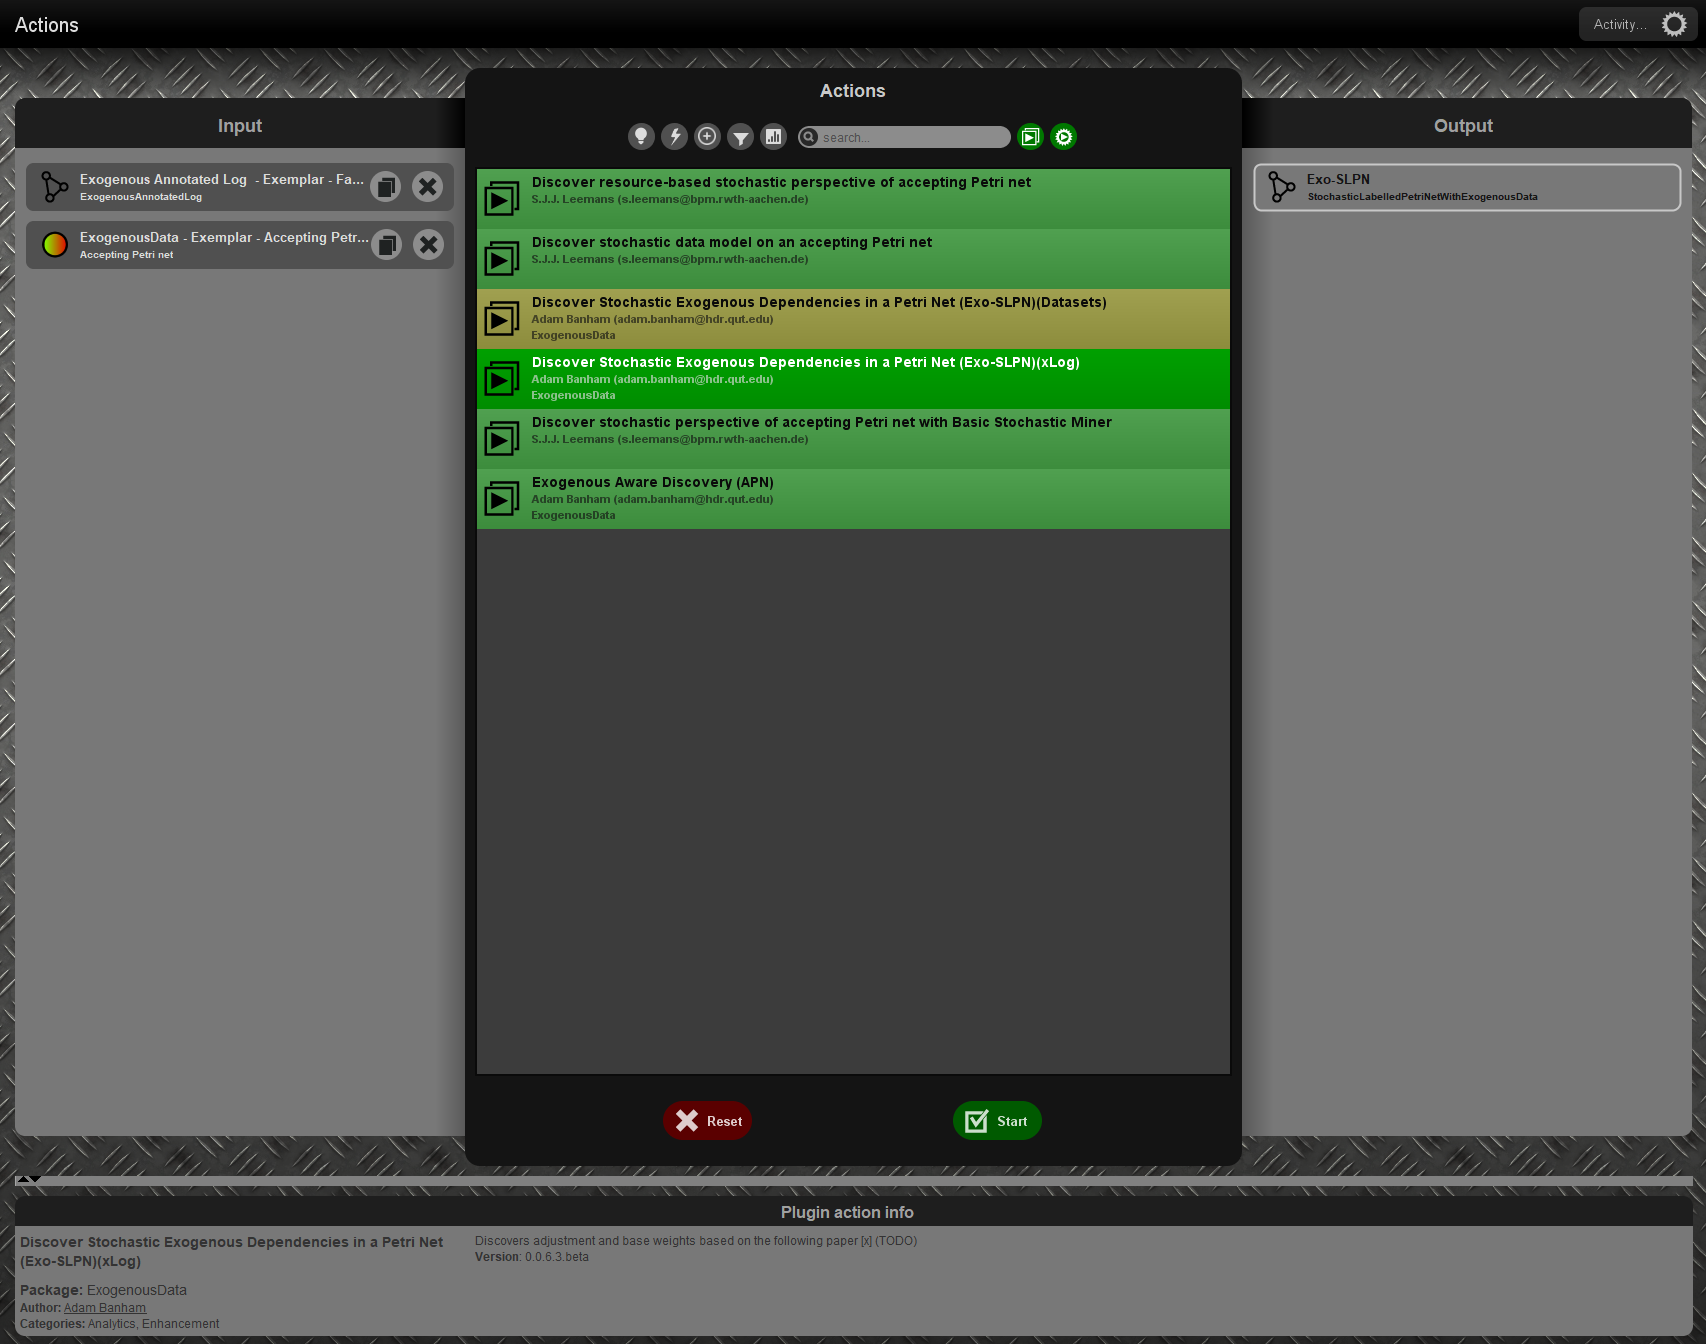 Actions
Activity...
Actions
Input
Output
search...
Exogenous Annotated Log  - Exemplar - Fa...
ExogenousAnnotatedLog
ExogenousData - Exemplar - Accepting Petr...
Accepting Petri net
Discover resource-based stochastic perspective of accepting Petri net
S.J.J. Leemans (s.leemans@bpm.rwth-aachen.de)
Discover stochastic data model on an accepting Petri net
S.J.J. Leemans (s.leemans@bpm.rwth-aachen.de)
Discover Stochastic Exogenous Dependencies in a Petri Net (Exo-SLPN)(Datasets)
Adam Banham (adam.banham@hdr.qut.edu)
ExogenousData
Discover Stochastic Exogenous Dependencies in a Petri Net (Exo-SLPN)(xLog)
Adam Banham (adam.banham@hdr.qut.edu)
ExogenousData
Discover stochastic perspective of accepting Petri net with Basic Stochastic Miner
S.J.J. Leemans (s.leemans@bpm.rwth-aachen.de)
Exogenous Aware Discovery (APN)
Adam Banham (adam.banham@hdr.qut.edu)
ExogenousData
Exo-SLPN
StochasticLabelledPetriNetWithExogenousData
Reset
Start
Plugin action info
Discover Stochastic Exogenous Dependencies in a Petri Net
(Exo-SLPN)(xLog)
Package: ExogenousData
Author: Adam Banham
Categories: Analytics, Enhancement
Discovers adjustment and base weights based on the following paper [x] (TODO)
Version: 0.0.6.3.beta